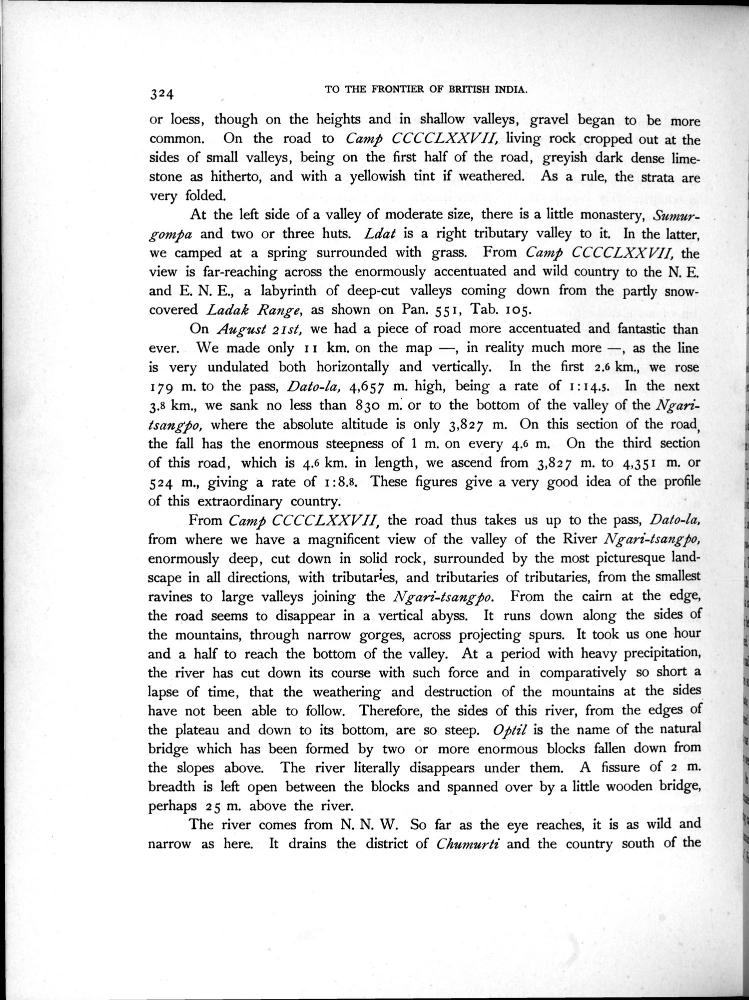 324
TO THE FRONTIER OF BRITISH INDIA.
or loess, though on the heights and in shallow valleys, gravel began to be more
common. On the road to Camp CCCCLXXVII, living rock cropped out at the
sides of small valleys, being on the first half of the road, greyish dark dense lime-
stone as hitherto, and with a yellowish tint if weathered. As a rule, the strata are
very folded.
At the left side of a valley of moderate size, there is a little monastery, Sumur-
gompa and two or three huts. Ldat is a right tributary valley to it. In the latter,
we camped at a spring surrounded with grass. From Camp CCCCLXXVII, the
view is far-reaching across the enormously accentuated and wild country to the N. E.
and E. N. E., a labyrinth of deep-cut valleys coming down from the partly snow-
covered Ladak Range, as shown on Pan. 551, Tab. 105.
On August 21st, we had a piece of road more accentuated and fantastic than
ever. We made only 11 km. on the map —, in reality much more —, as the line
is very undulated both horizontally and vertically. In the first 2.6 km., we rose
179 m. to the pass, Dato-la, 4,657 m. high, being a rate of 1:14.5. In the next
3.8 km., we sank no less than 830 m. or to the bottom of the valley of the Ngari-
tsangpo, where the absolute altitude is only 3,827 m. On this section of the road,
the fall has the enormous steepness of 1 m. on every 4.6 m. On the third section
of this road, which is 4.6 km. in length, we ascend from 3,827 m. to 4,351 m. or
524 m., giving a rate of 1:8.8. These figures give a very good idea of the profile
of this extraordinary country.
From Camp CCCCLXXVII, the road thus takes us up to the pass, Dato-la,
from where we have a magnificent view of the valley of the River Ngari-tsangpo,
enormously deep, cut down in solid rock, surrounded by the most picturesque land-
scape in all directions, with tributaries, and tributaries of tributaries, from the smallest
ravines to large valleys joining the Ngari-tsangpo. From the cairn at the edge,
the road seems to disappear in a vertical abyss. It runs down along the sides of
the mountains, through narrow gorges, across projecting spurs. It took us one hour
and a half to reach the bottom of the valley. At a period with heavy precipitation,
the river has cut down its course with such force and in comparatively so short a
lapse of time, that the weathering and destruction of the mountains at the sides
have not been able to follow. Therefore, the sides of this river, from the edges of
the plateau and down to its bottom, are so steep. Optil is the name of the natural
bridge which has been formed by two or more enormous blocks fallen down from
the slopes above. The river literally disappears under them. A fissure of 2 m.
breadth is left open between the blocks and spanned over by a little wooden bridge,
perhaps 25 m. above the river.
The river comes from N. N. W. So far as the eye reaches, it is as wild and
narrow as here. It drains the district of Chumurti and the country south of the